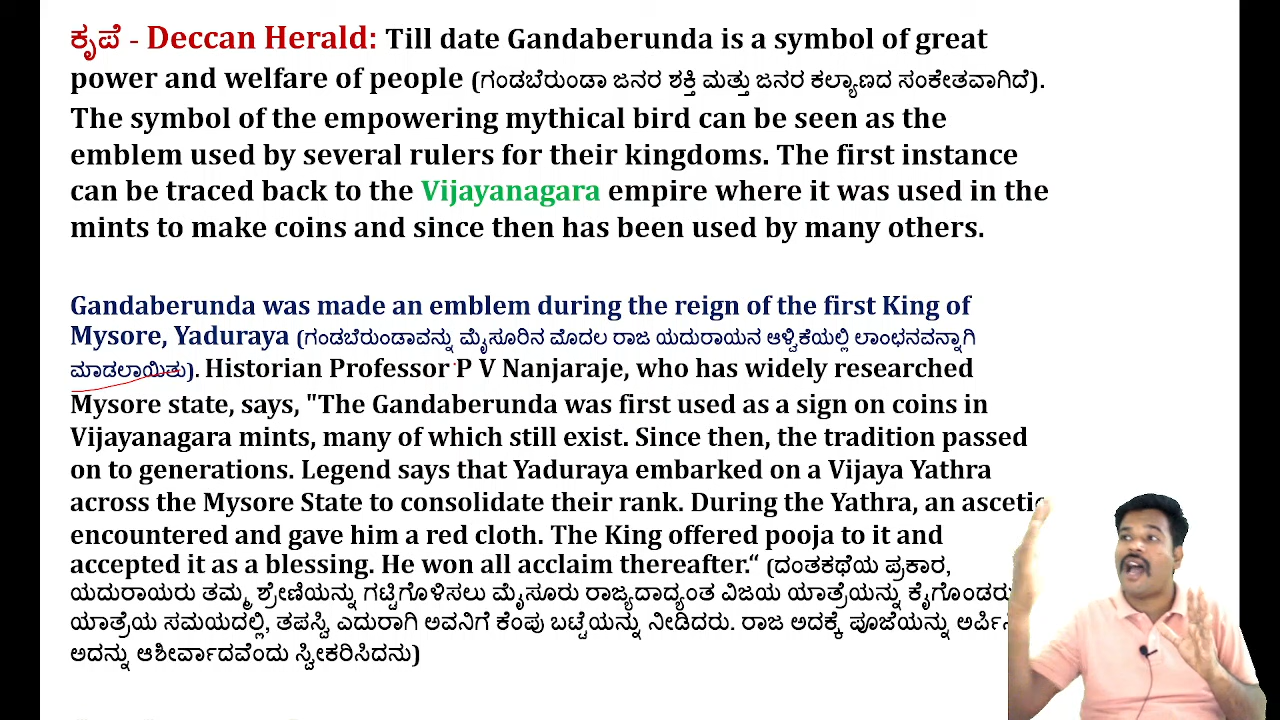 ಕೃಪೆ - Deccan Herald: Till date Gandaberunda is a symbol of great
power and welfare of people (ಗಂಡಬೆರುಂಡಾ ಜನರ ಶಕ್ತಿ ಮತ್ತು ಜನರ ಕಲ್ಯಾಣದ ಸಂಕೇತವಾಗಿದೆ).
The symbol of the empowering mythical bird can be seen as the
emblem used by several rulers for their kingdoms. The first instance
can be traced back to the Vijayanagara empire where it was used in the
mints to make coins and since then has been used by many others.
Gandaberunda was made an emblem during the reign of the first King of
Mysore, Yaduraya (ಗಂಡಬೆರುಂಡಾವನ್ನು ಮೈಸೂರಿನ ಮೊದಲ ರಾಜ ಯದುರಾಯನ ಆಳ್ವಿಕೆಯಲ್ಲಿ ಲಾಂಛನವನ್ನಾಗಿ
ಮಾಡಲಾಯಿತು). Historian Professor P V Nanjaraje, who has widely researched
Mysore state, says, "The Gandaberunda was first used as a sign on coins in
Vijayanagara mints, many of which still exist. Since then, the tradition passed
on to generations. Legend says that Yaduraya embarked on a Vijaya Yathra
across the Mysore State to consolidate their rank. During the Yathra, an ascetic
encountered and gave him a red cloth. The King offered pooja to it and
accepted it as a blessing. He won all acclaim thereafter.“ (ದಂತಕಥೆಯ ಪ್ರಕಾರ,
ಯದುರಾಯರು ತಮ್ಮ ಶ್ರೇಣಿಯನ್ನು ಗಟ್ಟಿಗೊಳಿಸಲು ಮೈಸೂರು ರಾಜ್ಯದಾದ್ಯಂತ ವಿಜಯ ಯಾತ್ರೆಯನ್ನು
ಯಾತ್ರೆಯ ಸಮಯದಲ್ಲಿ, ತಪಸ್ವಿ ಎದುರಾಗಿ ಅವನಿಗೆ ಕೆಂಪು ಬಟ್ಟೆಯನ್ನು ನೀಡಿದರು. ರಾಜ ಅದಕ್ಕೆ ಪೂಜೆಯನ್ನು
ಅದನ್ನು ಆಶೀರ್ವಾದವೆಂದು ಸ್ವೀಕರಿಸಿದನು)